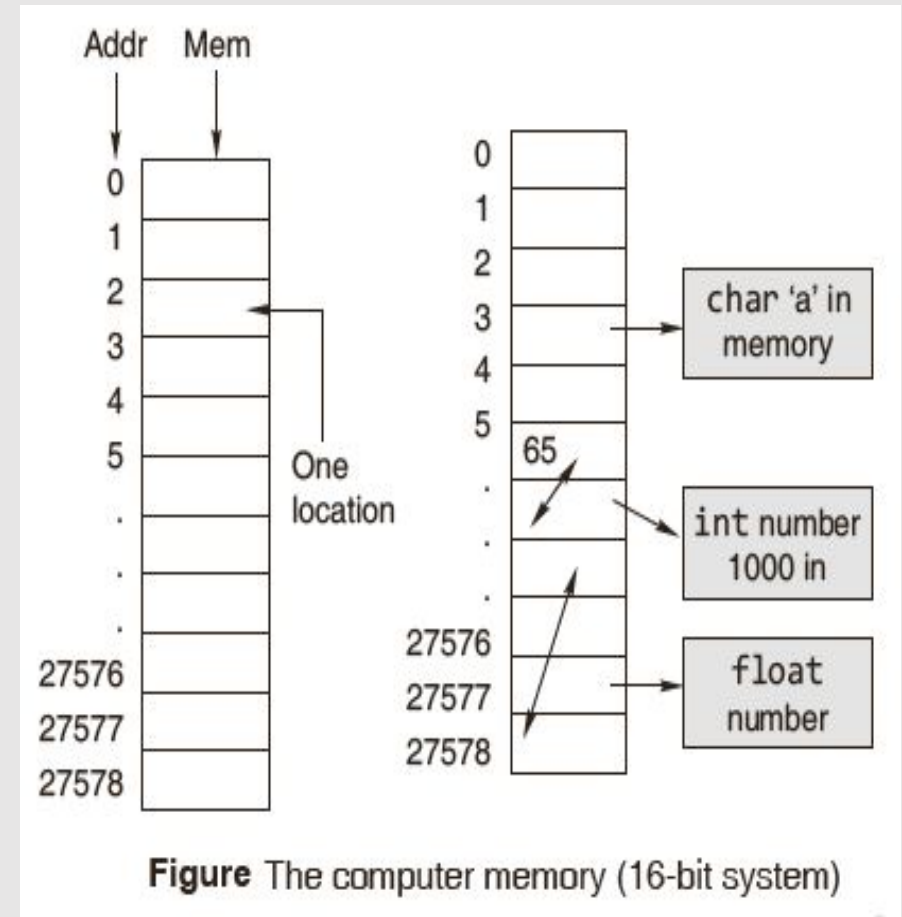 Addr Mem
0
1
2
3
4
5
.
.
.
27576
27577
27578
One
location
0
1
2
3
4
5
65
.
.
.
27576
27577
27578
char ‘a’ in
memory
int number
1000 in
float
number
Figure The computer memory (16-bit system)